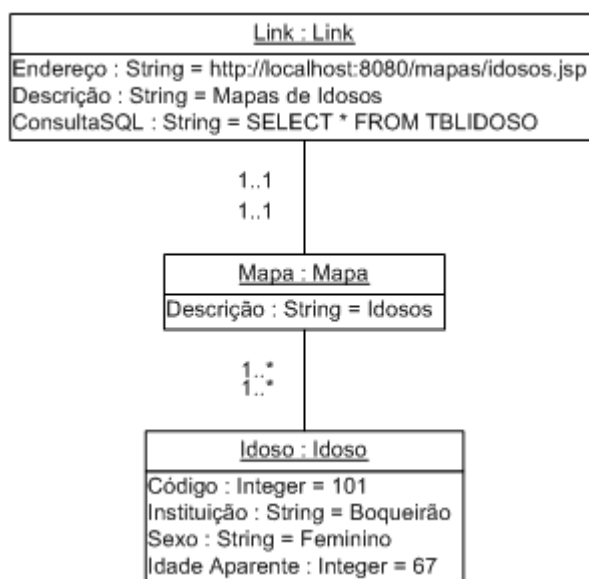 Link : Link
Endereço : String = http://localhost:8080/mapas/idosos.jsp
Descrição : String = Mapas de Idosos
ConsultaSQL : String = SELECT * FROM TBLIDOSO
1..1
1..1
Mapa : Mapa
Descrição : String = Idosos
1..*
1..*
Idoso : Idoso
Código : Integer = 101
Instituição : String = Boqueirão
Sexo : String = Feminino
Idade Aparente : Integer = 67